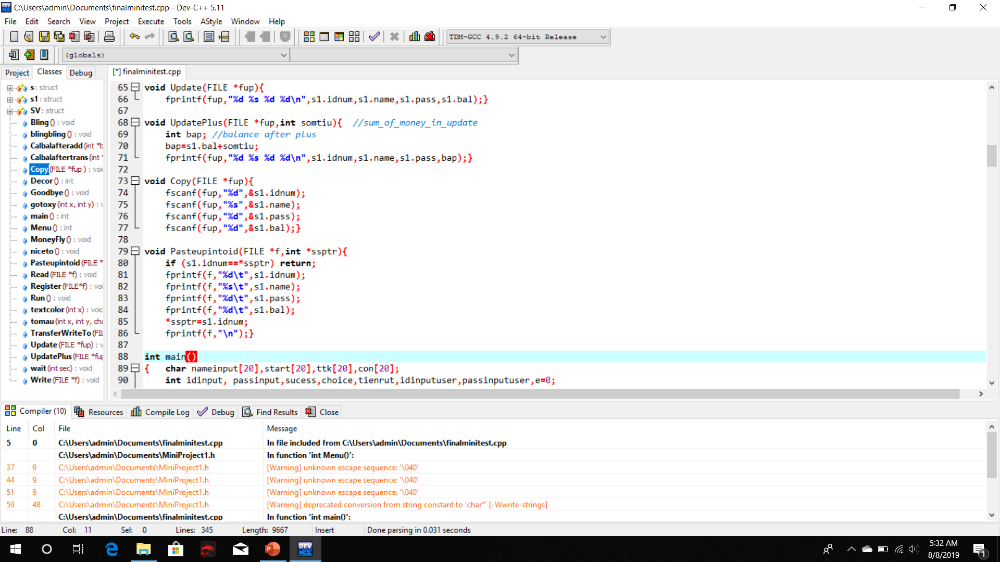 C:\Users\admin\Documents\finalminitest.cpp - Dev-C++ 5.11
File Edit Search View Project Execute Tools AStyle Window Help
TDM-GCC 4.9.2 64-bit Release
(globals)
Project Classes Debug
[*] finalminitest.cpp
s : struct
s1 : struct
SV : struct
Bling () : void
blingbling () : void
Calbalafteradd (int *b
Calbalaftertrans (int *
Copy (FILE *fup ) : voi
Decor () : int
Goodbye () : void
gotoxy (int x, int y) : v
main () : int
Menu () : int
MoneyFly () : void
niceto () : void
Pasteupintoid (FILE *
Read (FILE *f) : void
Register (FILE*f) : voi
Run () : void
textcolor (int x) : void
tomau (int x, int y, cha
TransferWriteTo (FIL
Update (FILE *fup) : v
UpdatePlus (FILE *fup
wait (int sec) : void
Write (FILE *f) : void
65 void Update(FILE *fup){
66     fprintf(fup,"%d %s %d %d\n",s1.idnum,s1.name,s1.pass,s1.bal);}
67
68 void UpdatePlus(FILE *fup,int somtiu){  //sum_of_money_in_update
69     int bap; //balance after plus
70     bap=s1.bal+somtiu;
71     fprintf(fup,"%d %s %d %d\n",s1.idnum,s1.name,s1.pass,bap);}
72
73 void Copy(FILE *fup){
74     fscanf(fup,"%d",&s1.idnum);
75     fscanf(fup,"%s",&s1.name);
76     fscanf(fup,"%d",&s1.pass);
77     fscanf(fup,"%d",&s1.bal);}
78
79 void Pasteupintoid(FILE *f,int *ssptr){
80     if (s1.idnum==*ssptr) return;
81     fprintf(f,"%d\t",s1.idnum);
82     fprintf(f,"%s\t",s1.name);
83     fprintf(f,"%d\t",s1.pass);
84     fprintf(f,"%d\t",s1.bal);
85     *ssptr=s1.idnum;
86     fprintf(f,"\n");}
87
88 int main()
89 {   char nameinput[20],start[20],ttk[20],con[20];
90     int idinput, passinput,sucess,choice,tienrut,idinputuser,passinputuser,e=0;
Compiler (10) Resources Compile Log Debug Find Results Close
Line Col File Message
5 0 C:\Users\admin\Documents\finalminitest.cpp In file included from C:\Users\admin\Documents\finalminitest.cpp
C:\Users\admin\Documents\MiniProject1.h In function 'int Menu()':
37 9 C:\Users\admin\Documents\MiniProject1.h [Warning] unknown escape sequence: '\040'
44 9 C:\Users\admin\Documents\MiniProject1.h [Warning] unknown escape sequence: '\040'
51 9 C:\Users\admin\Documents\MiniProject1.h [Warning] unknown escape sequence: '\040'
59 48 C:\Users\admin\Documents\MiniProject1.h [Warning] deprecated conversion from string constant to 'char*' [-Wwrite-strings]
C:\Users\admin\Documents\finalminitest.cpp In function 'int main()':
Line: 88 Col: 11 Sel: 0 Lines: 345 Length: 9667 Insert Done parsing in 0.031 seconds
DEV C++
5:32 AM
8/8/2019
1